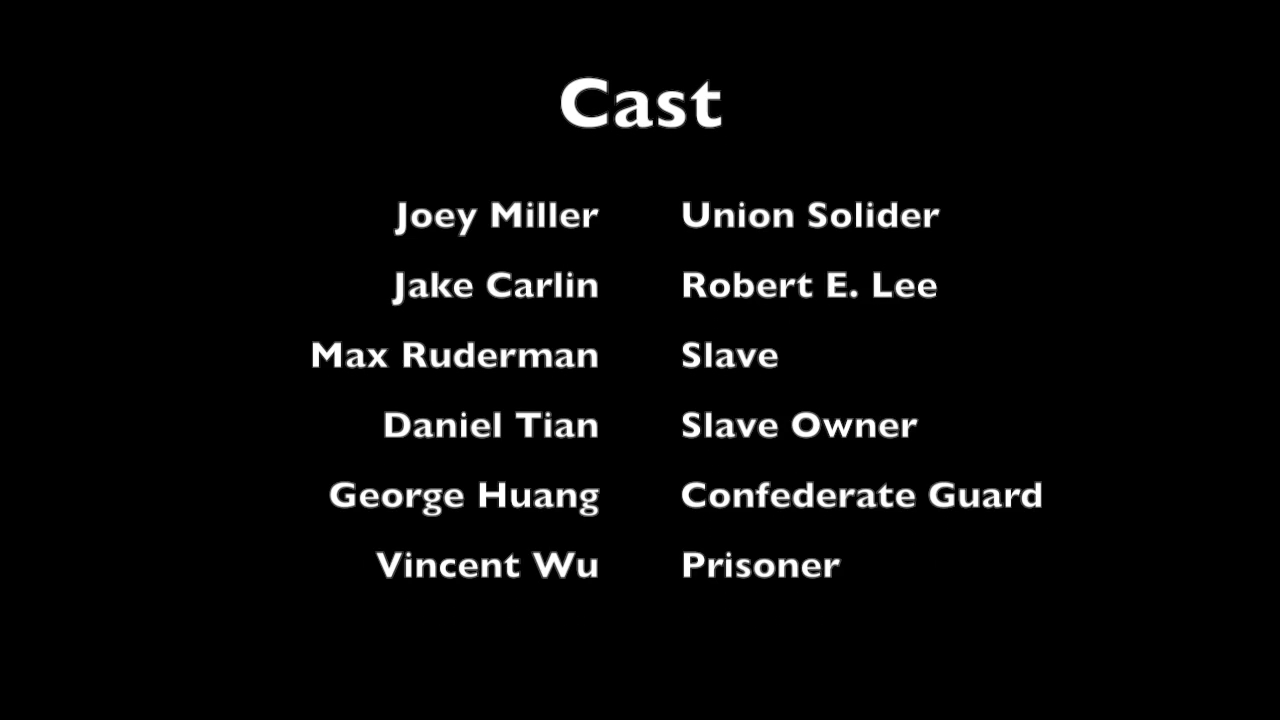 Cast
Joey Miller Union Solider
Jake Carlin Robert E. Lee
Max Ruderman Slave
Daniel Tian Slave Owner
George Huang Confederate Guard
Vincent Wu Prisoner